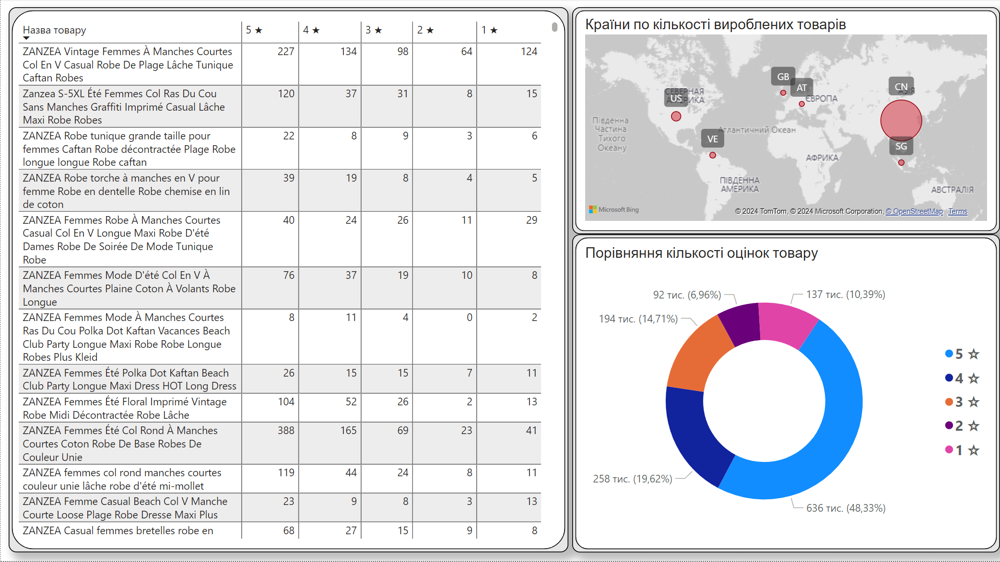 Назва товару 5 ★ 4 ★ 3 ★ 2 ★ 1 ★
ZANZEA Vintage Femmes À Manches Courtes 227 134 98 64 124
Col En V Casual Robe De Plage Lâche Tunique
Caftan Robes
Zanzea S-5XL Été Femmes Col Ras Du Cou 120 37 31 8 15
Sans Manches Graffiti Imprimé Casual Lâche
Maxi Robe Robes
ZANZEA Robe tunique grande taille pour 22 8 9 3 6
femmes Caftan Robe décontractée Plage Robe
longue longue Robe caftan
ZANZEA Robe torche à manches en V pour 39 19 8 4 5
femme Robe en dentelle Robe chemise en lin
de coton
ZANZEA Femmes Robe À Manches Courtes 40 24 26 11 29
Casual Col En V Longue Maxi Robe D'été
Dames Robe De Soirée De Mode Tunique
Robe
ZANZEA Femmes Mode D'été Col En V À 76 37 19 10 8
Manches Courtes Plaine Coton À Volants Robe
Longue
ZANZEA Femmes Mode À Manches Courtes 8 11 4 0 2
Ras Du Cou Polka Dot Kaftan Vacances Beach
Club Party Longue Maxi Robe Robe Longue
Robes Plus Kleid
ZANZEA Femmes Été Polka Dot Kaftan Beach 26 15 15 7 11
Club Party Longue Maxi Dress HOT Long Dress
ZANZEA Femmes Été Floral Imprimé Vintage 104 52 26 2 13
Robe Midi Décontractée Robe Lâche
ZANZEA Femmes Été Col Rond À Manches 388 165 69 23 41
Courtes Coton Robe De Base Robes De
Couleur Unie
ZANZEA femmes col rond manches courtes 119 44 24 8 11
couleur unie lâche robe d'été mi-mollet
ZANZEA Femme Casual Beach Col V Manche 23 9 8 3 13
Courte Loose Plage Robe Dresse Maxi Plus
ZANZEA Casual femmes bretelles robe en 68 27 15 9 8
Країни по кількості вироблених товарів
GB
AT
CN
АЗІЯ
СЕВЕРНАЯ
US
АМЕРИКА
ЄВРОПА
Південна
Частина
Тихого
Океану
Атлантичний Океан
VE
SG
АФРИКА
ПІВДЕННА
АМЕРИКА
АВСТРАЛІЯ
Microsoft Bing
© 2024 TomTom, © 2024 Microsoft Corporation, © OpenStreetMap Terms
Порівняння кількості оцінок товару
92 тис. (6,96%)
137 тис. (10,39%)
194 тис. (14,71%)
258 тис. (19,62%)
636 тис. (48,33%)
5 ☆
4 ☆
3 ☆
2 ☆
1 ☆